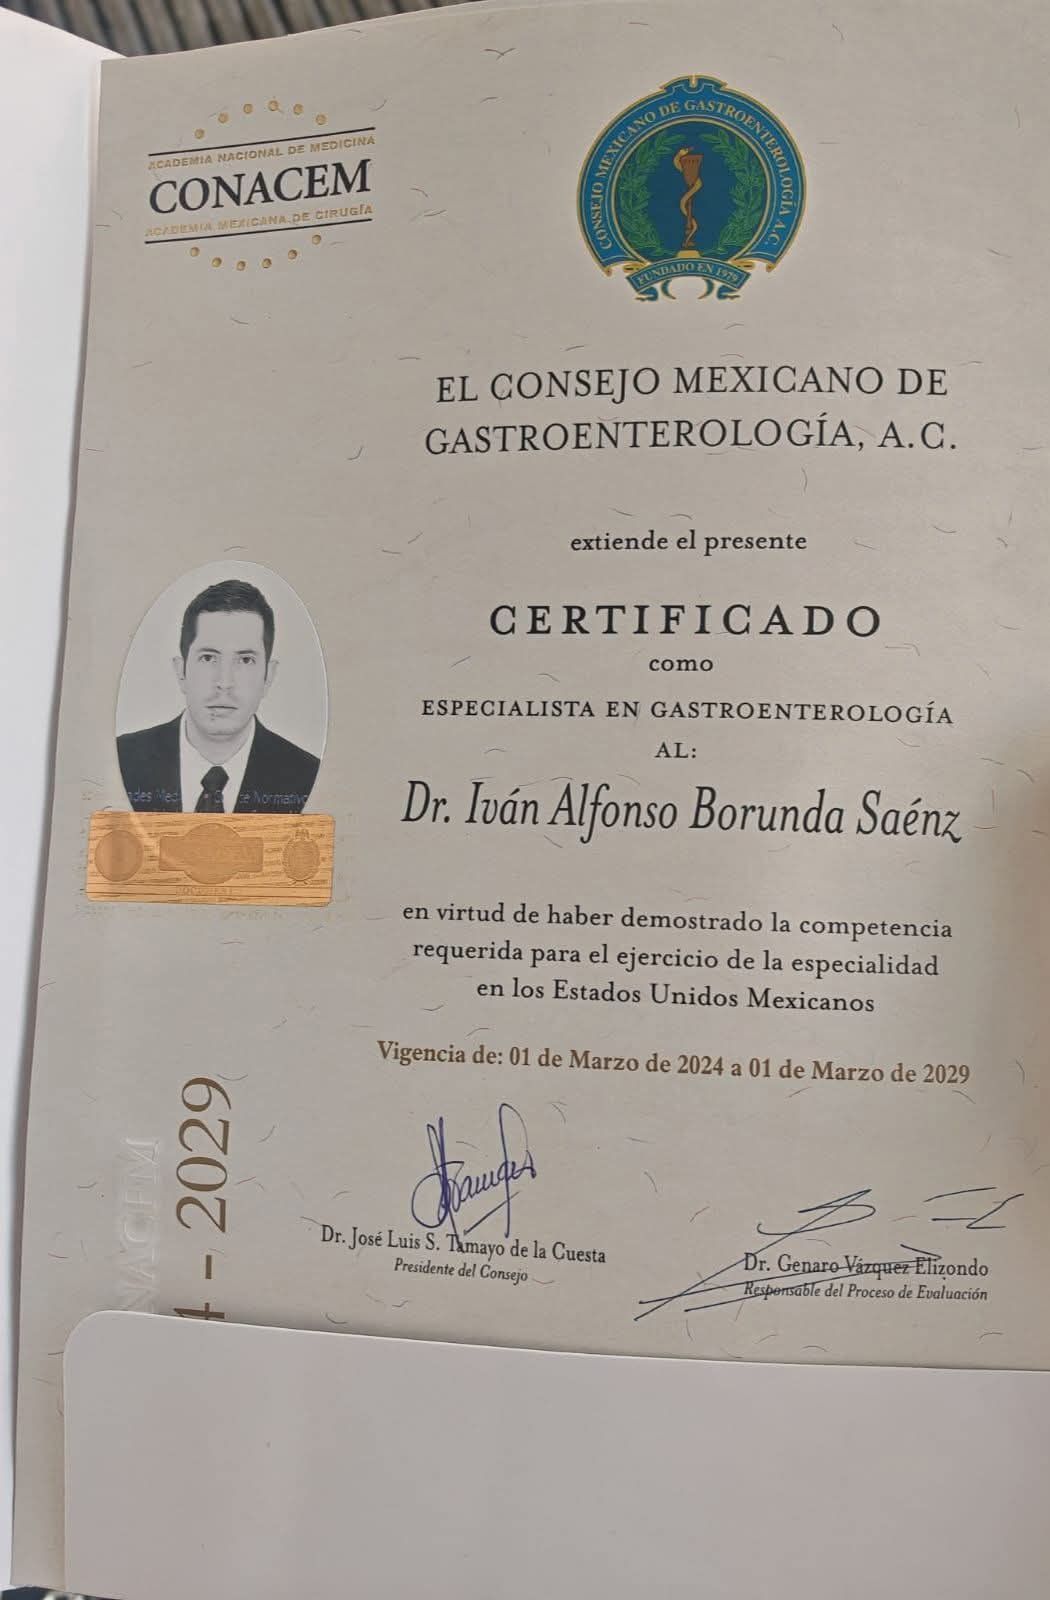 ACADEMIA NACIONAL DE MEDICINA
CONACEM
ACADEMIA MEXICANA DE CIRUGÍA
CONSEJO MEXICANO DE GASTROENTEROLOGÍA A.C.
FUNDADO EN 1979
EL CONSEJO MEXICANO DE
GASTROENTEROLOGÍA, A.C.
extiende el presente
CERTIFICADO
como
ESPECIALISTA EN GASTROENTEROLOGÍA
AL:
Dr. Iván Alfonso Borunda Saénz
Normativo
en virtud de haber demostrado la competencia
requerida para el ejercicio de la especialidad
en los Estados Unidos Mexicanos
Vigencia de: 01 de Marzo de 2024 a 01 de Marzo de 2029
4 - 2029
NACEM
Dr. José Luis S. Tamayo de la Cuesta
Presidente del Consejo
Dr. Genaro Vázquez Elizondo
Responsable del Proceso de Evaluación